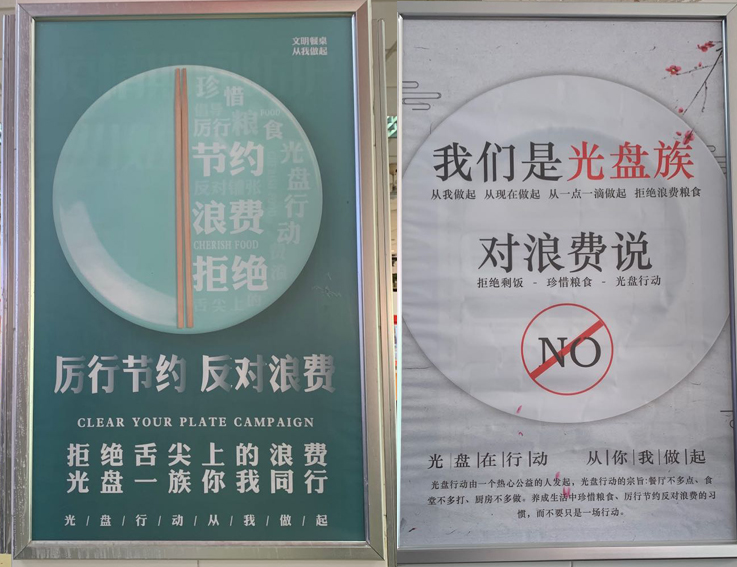 文明餐桌
从我做起
珍惜
厉行
粮
食
节约
光盘行动
反对
浪费
CHERISH FOOD
拒绝
舌尖上的
厉行节约 反对浪费
CLEAR YOUR PLATE CAMPAIGN
拒绝舌尖上的浪费
光盘一族你我同行
光/盘/行/动/从/我/做/起
我们是光盘族
从我做起 从现在做起 从一点一滴做起 拒绝浪费粮食
对浪费说
拒绝剩饭 - 珍惜粮食 - 光盘行动
NO
光|盘|在|行|动 从|你|我|做|起
光盘行动由一个热心公益的人发起，光盘行动的宗旨:餐厅不多点、食
堂不多打、厨房不多做。养成生活中珍惜粮食、厉行节约反对浪费的习
惯，而不要只是一场行动。